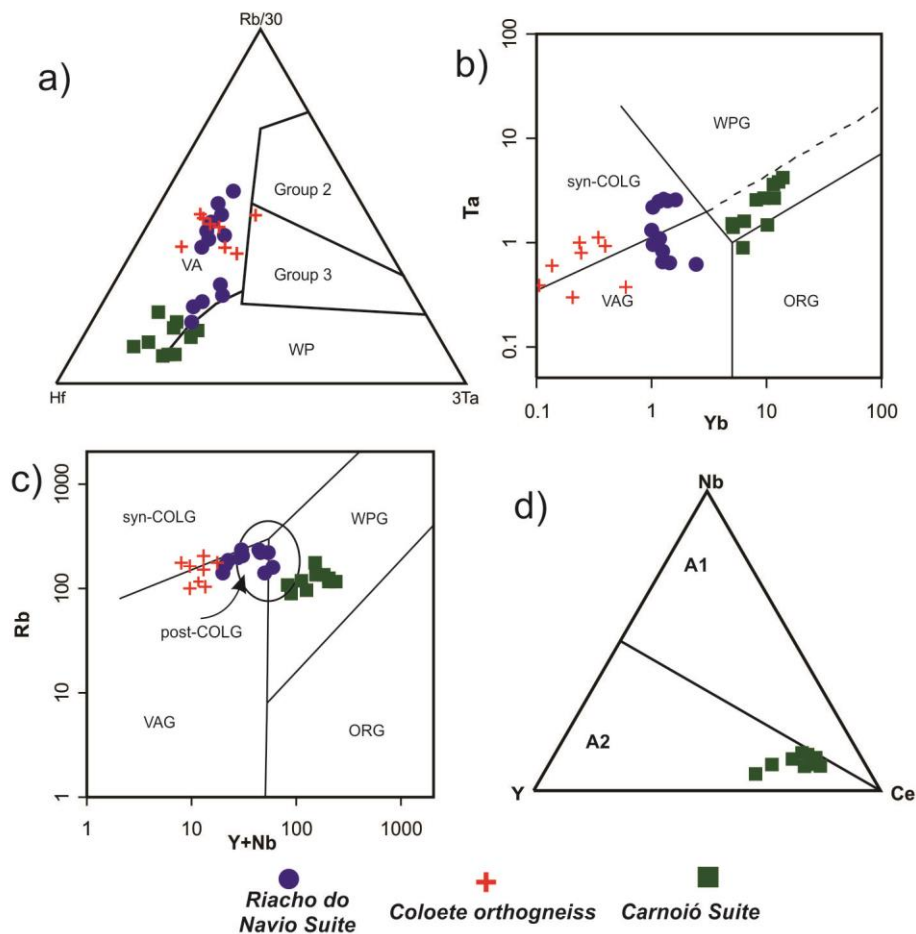 a)
Rb/30
Group 2
Group 3
VA
WP
Hf
3Ta
b)
100
10
1
0.1
Ta
WPG
syn-COLG
VAG
ORG
0.1
1
10
100
Yb
c)
1000
100
10
1
Rb
syn-COLG
WPG
post-COLG
VAG
ORG
1
10
100
1000
Y+Nb
d)
Nb
A1
A2
Y
Ce
Riacho do
Navio Suite
Coloete orthogneiss
Carnoió Suite